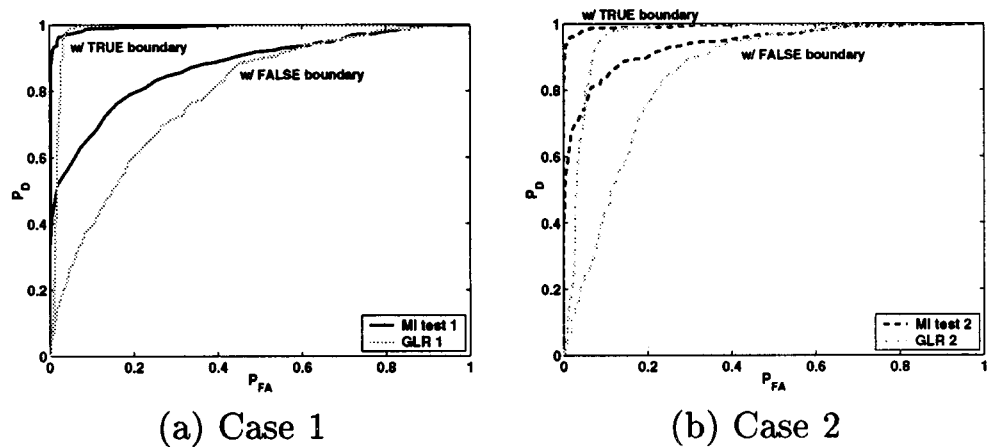 1
0.8
0.6
0.4
0.2
0
P_D
w/ TRUE boundary
w/ FALSE boundary
MI test 1
GLR 1
0
0.2
0.4
0.6
0.8
1
P_FA
(a) Case 1
1
0.8
0.6
0.4
0.2
0
P_D
w/ TRUE boundary
w/ FALSE boundary
MI test 2
GLR 2
0
0.2
0.4
0.6
0.8
1
P_FA
(b) Case 2